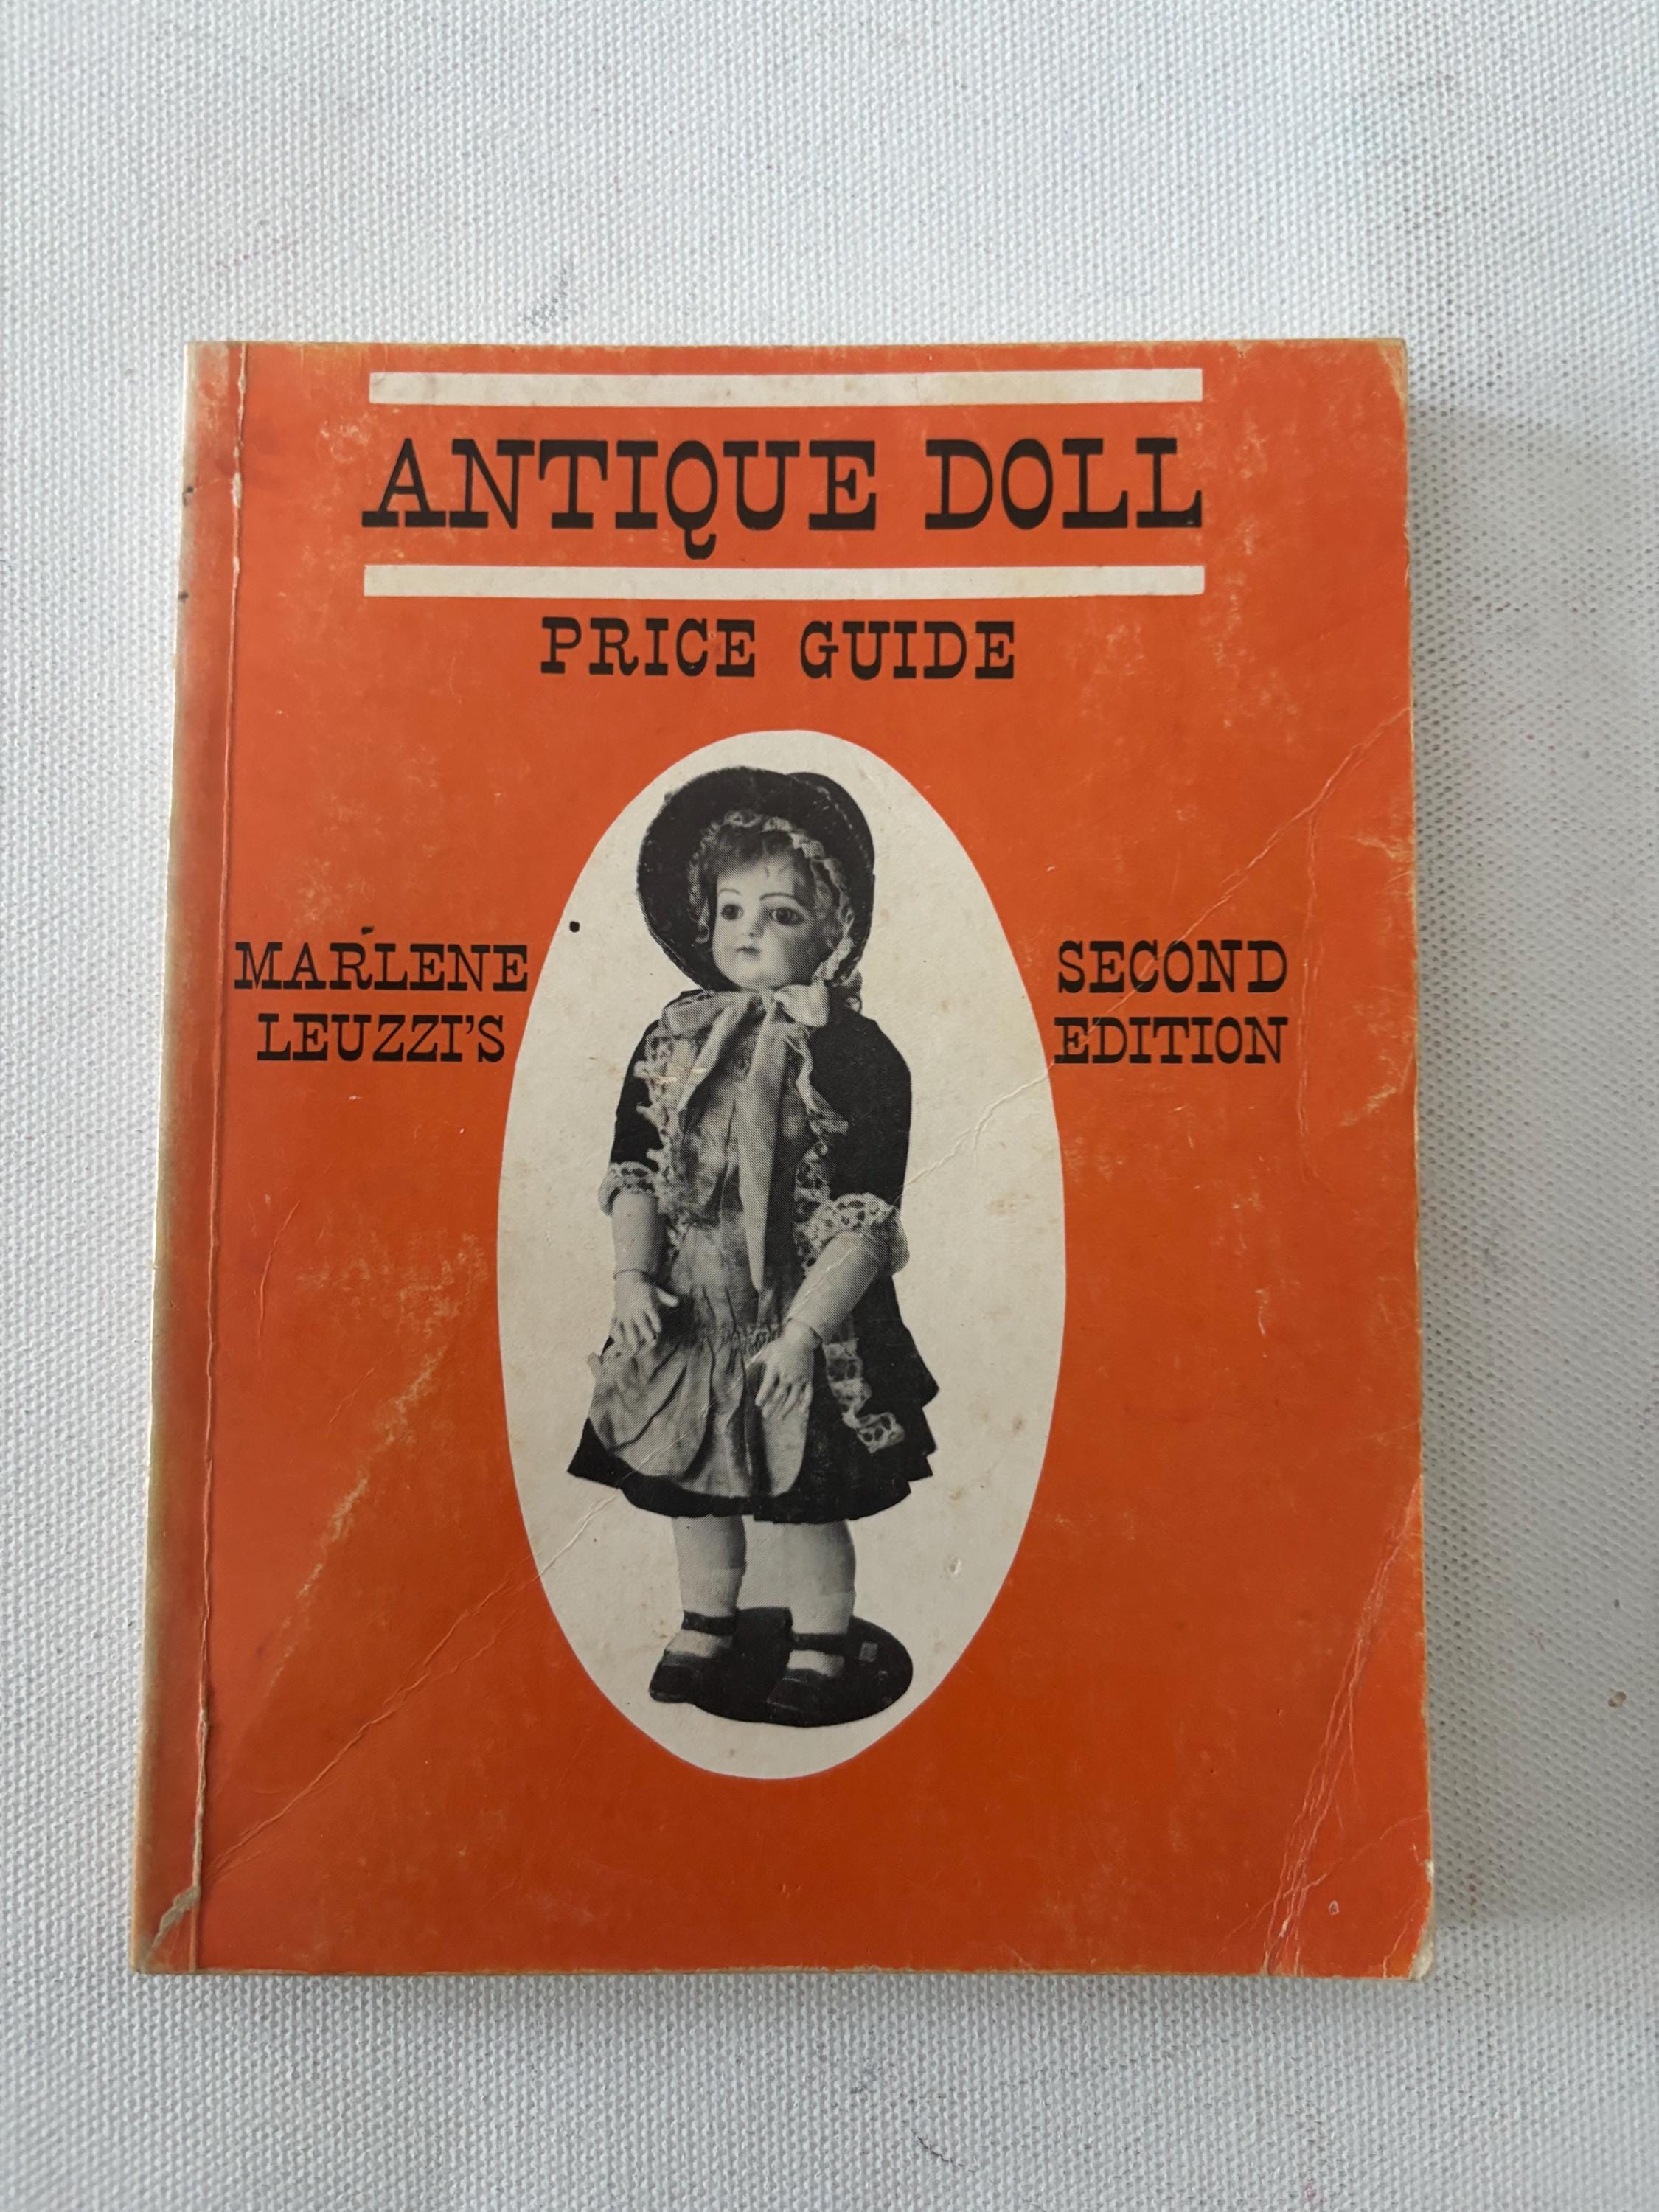 ANTIQUE DOLL
PRICE GUIDE
MARLENE
LEUZZI'S
SECOND
EDITION